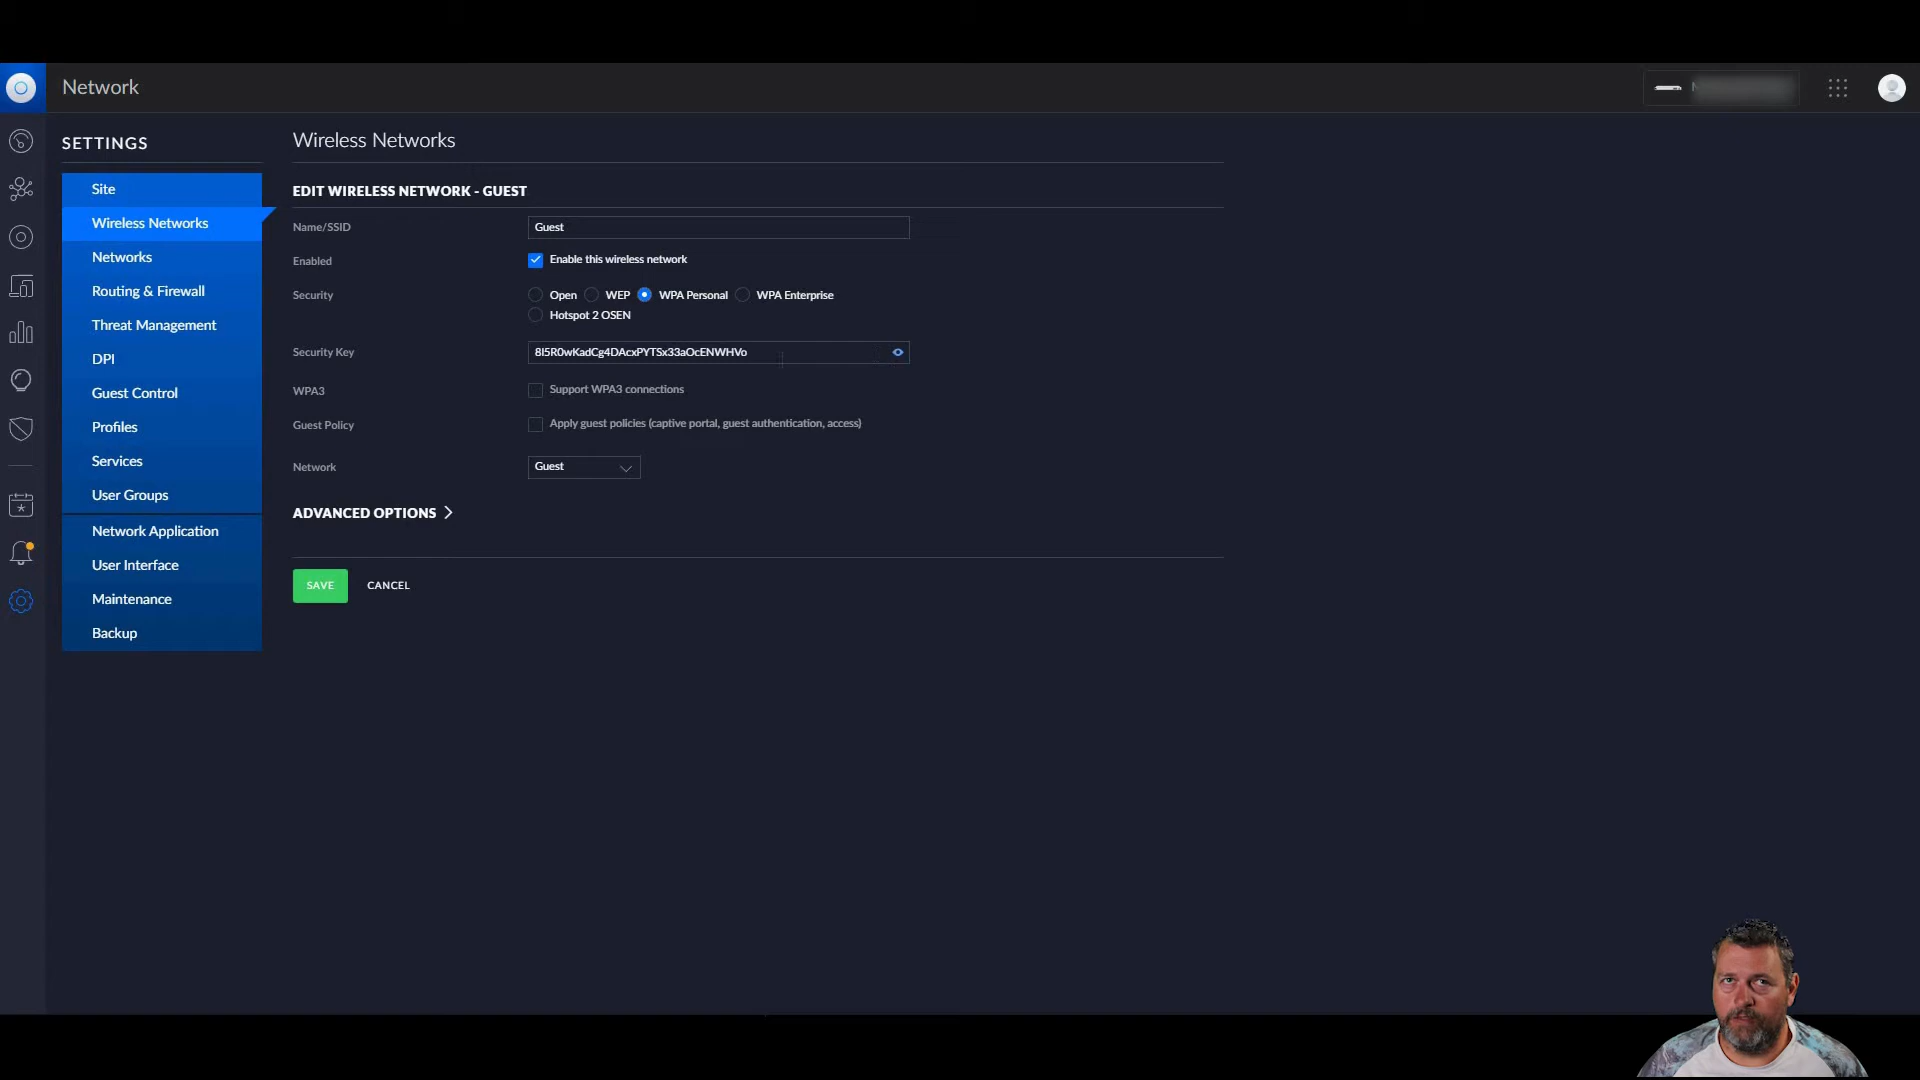 Network
SETTINGS
Site
Wireless Networks
Networks
Routing & Firewall
Threat Management
DPI
Guest Control
Profiles
Services
User Groups
Network Application
User Interface
Maintenance
Backup
Wireless Networks
EDIT WIRELESS NETWORK - GUEST
Name/SSID Guest
Enabled Enable this wireless network
Security Open WEP WPA Personal WPA Enterprise
Hotspot 2 OSEN
Security Key 8I5R0wKadCg4DAcxPYTSx33aOcENWHVo
WPA3 Support WPA3 connections
Guest Policy Apply guest policies (captive portal, guest authentication, access)
Network Guest
ADVANCED OPTIONS
SAVE CANCEL